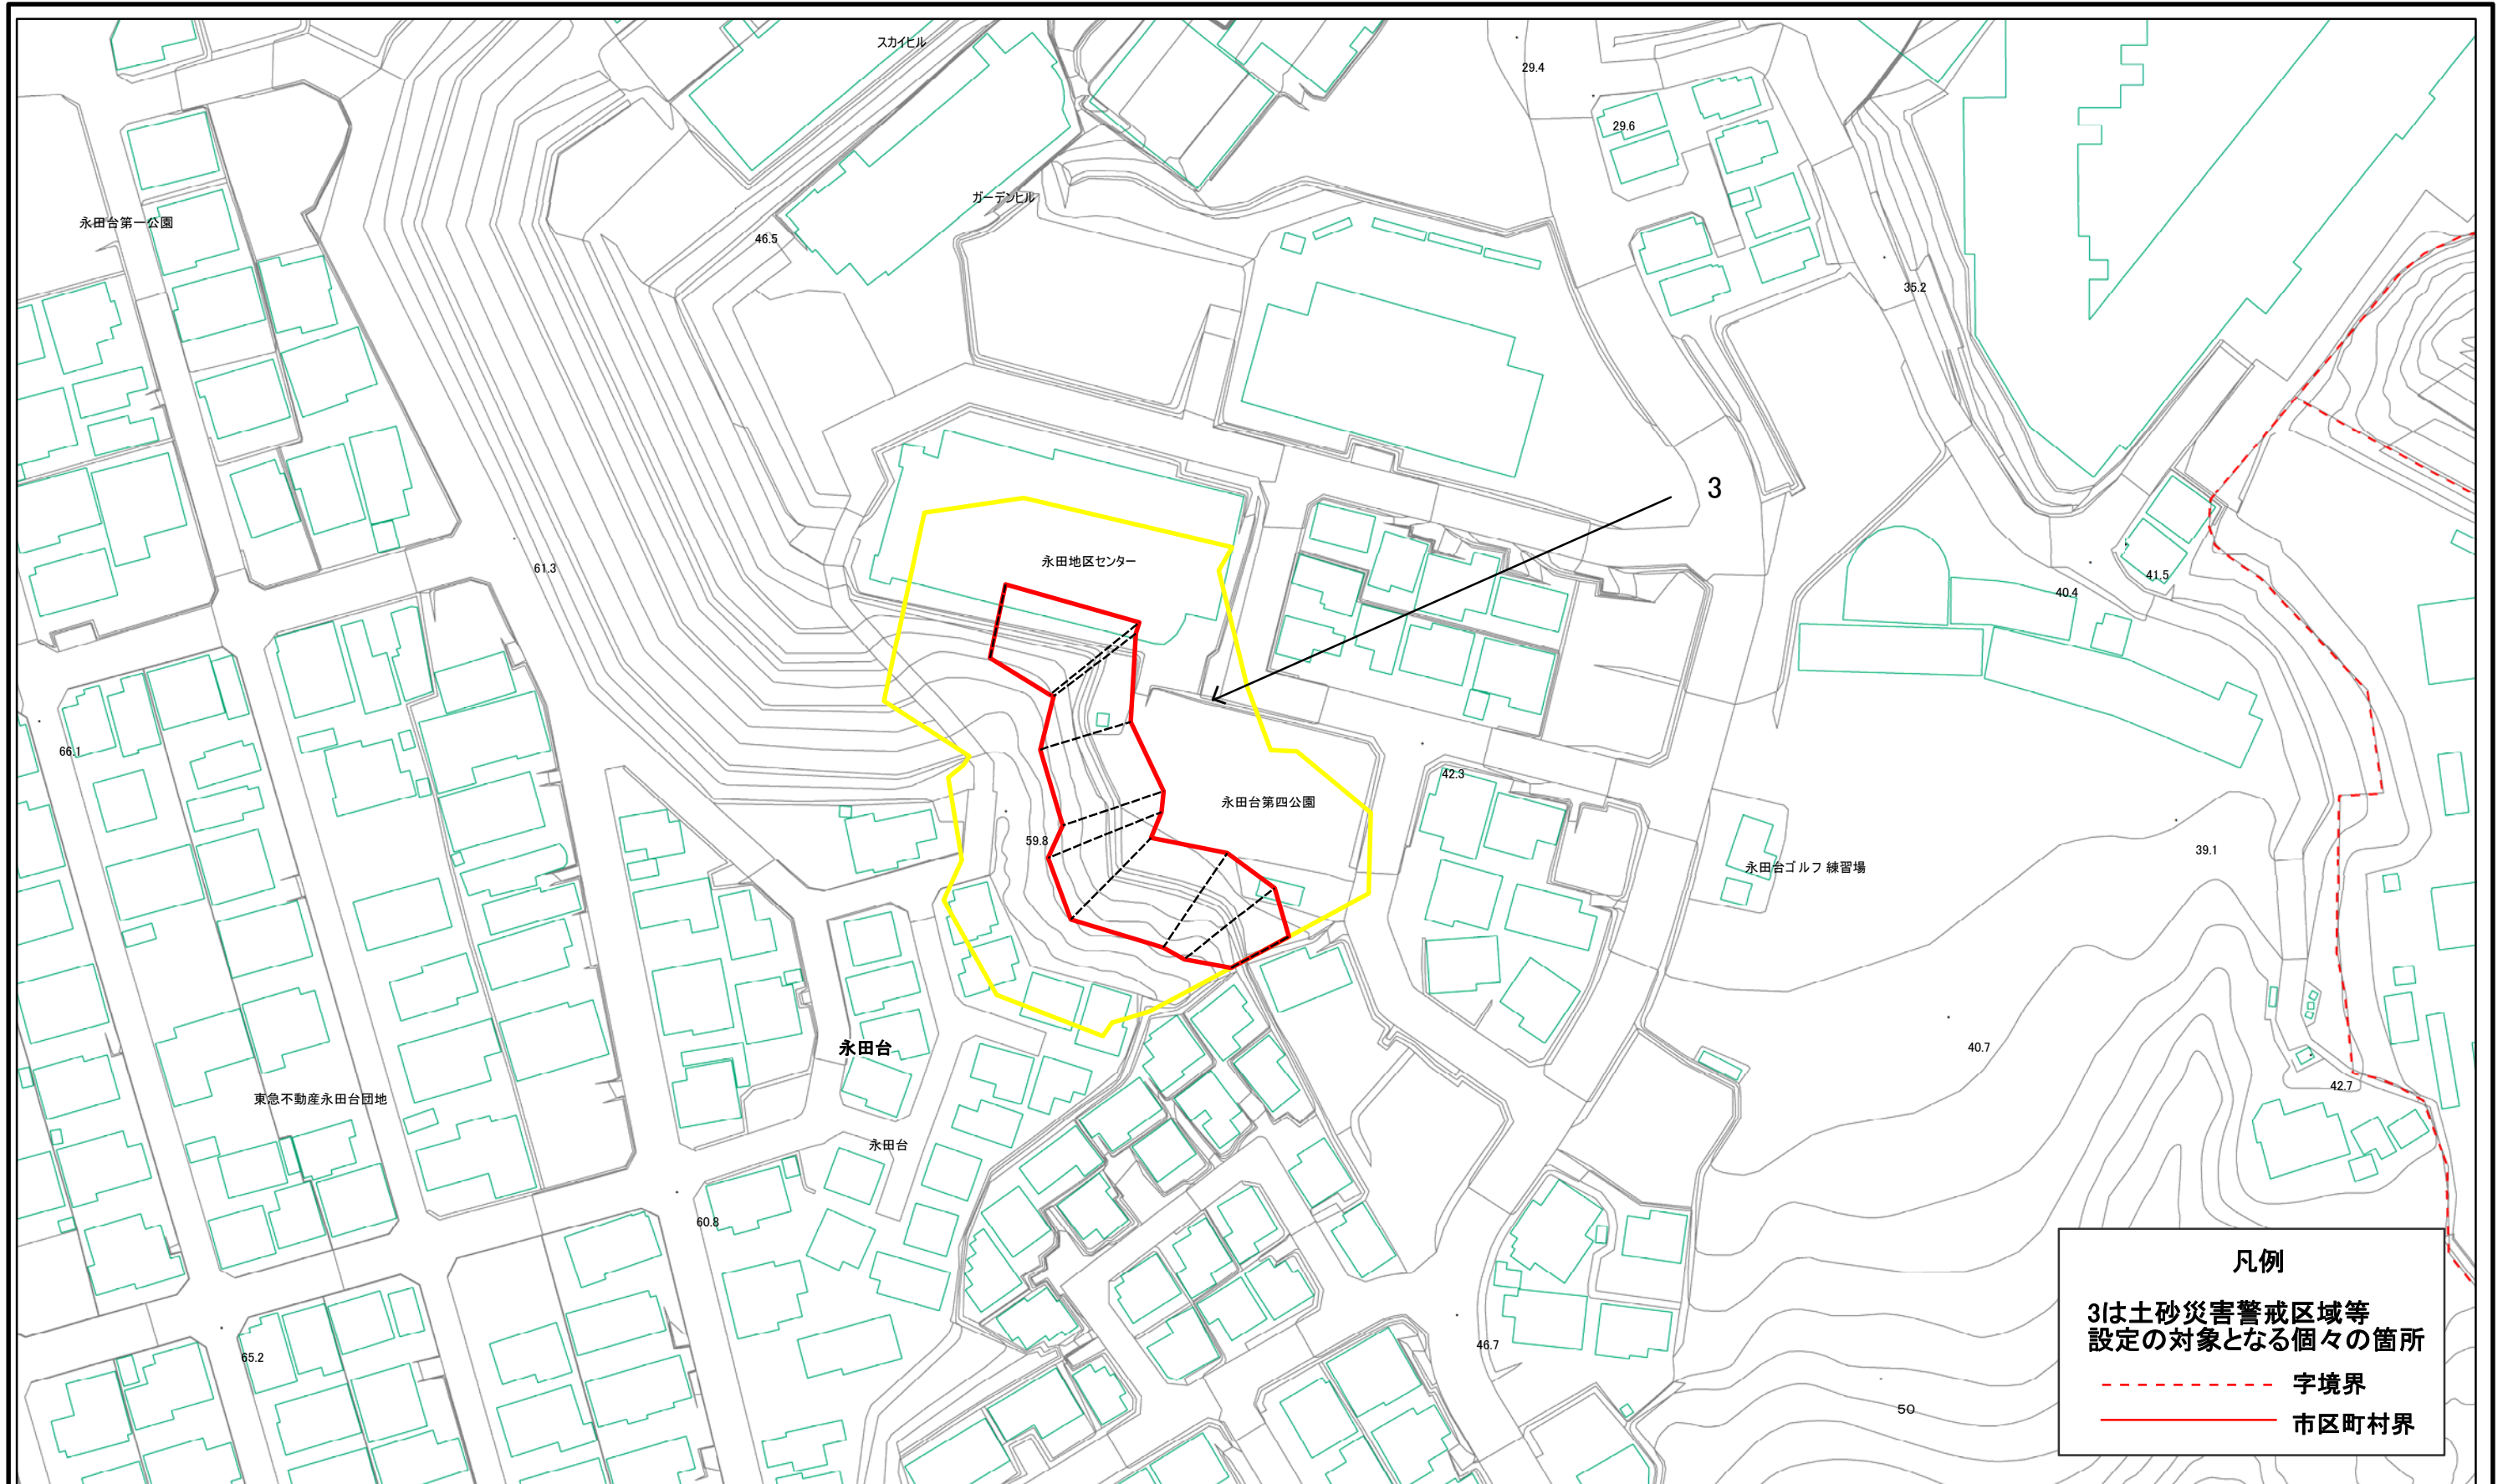 スカイヒル
29.4
29.6
ガーデンヒル
永田台第一公園
46.5
35.2
3
永田地区センター
61.3
41.5
40.4
66.1
42.3
永田台第四公園
59.8
39.1
永田台ゴルフ練習場
永田台
40.7
42.7
東急不動産永田台団地
永田台
60.8
46.7
65.2
50
凡例
3は土砂災害警戒区域等
設定の対象となる個々の箇所
字境界
市区町村界